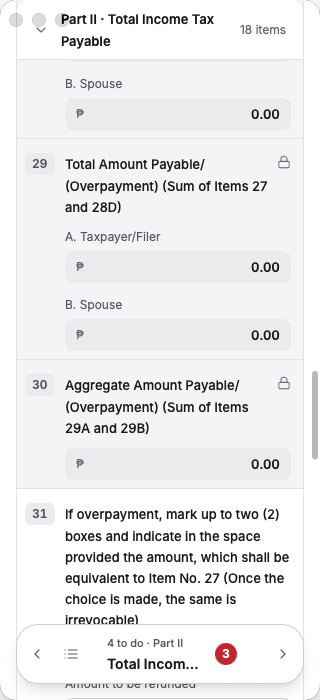 Part II · Total Income Tax
Payable
18 items
B. Spouse
₱ 0.00
29
Total Amount Payable/
(Overpayment) (Sum of Items 27
and 28D)
A. Taxpayer/Filer
₱ 0.00
B. Spouse
₱ 0.00
30
Aggregate Amount Payable/
(Overpayment) (Sum of Items
29A and 29B)
₱ 0.00
31
If overpayment, mark up to two (2)
boxes and indicate in the space
provided the amount, which shall be
equivalent to Item No. 27 (Once the
choice is made, the same is
irrevocable)
4 to do · Part II
Total Incom...
3
Amount to be refunded